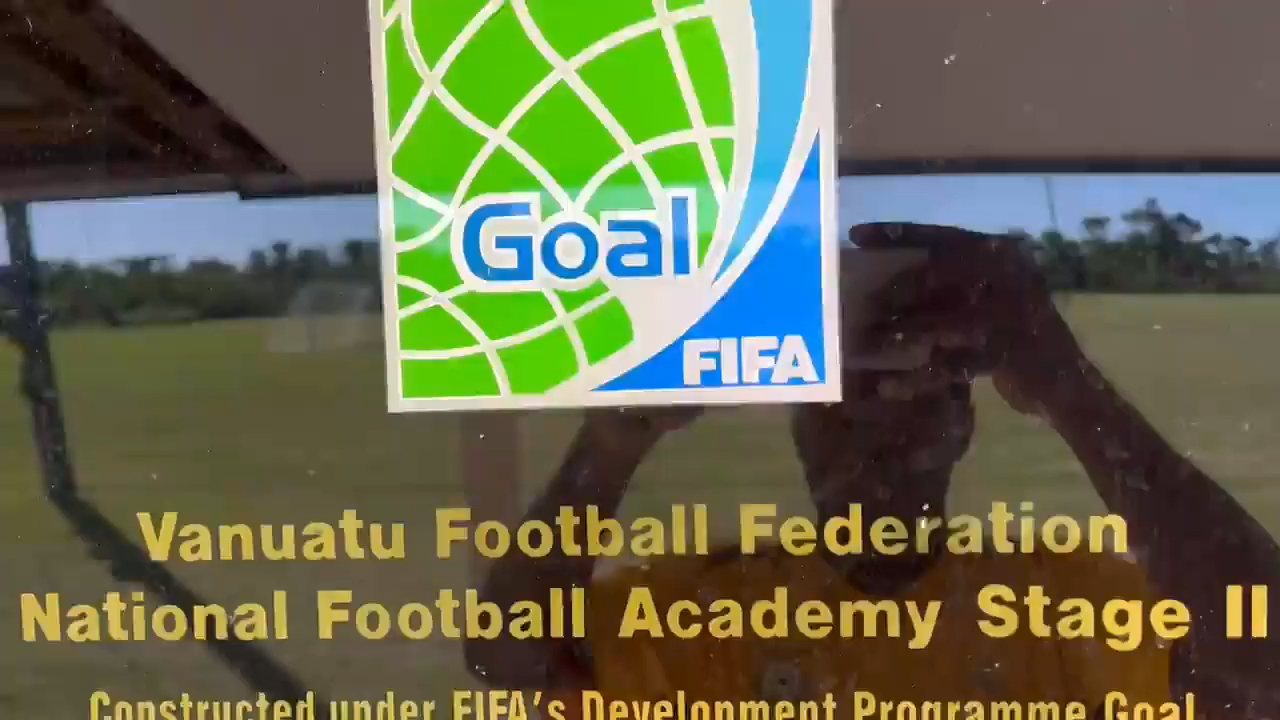 Goal
FIFA
Vanuatu Football Federation
National Football Academy Stage II
Constructed under FIFA's Development Programme Goal